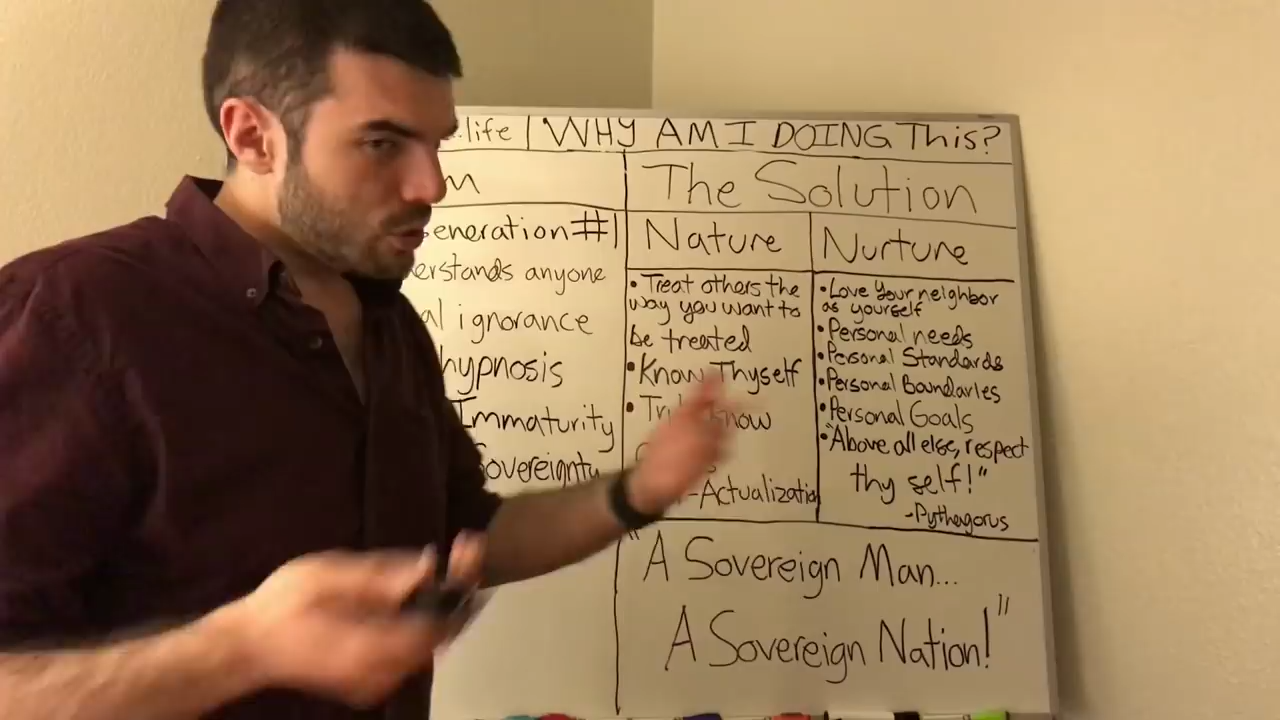 life | WHY AM I DOING This?
The Solution
eneration #1
erstands anyone
al ignorance
hypnosis
Immaturity
Sovereignty
Nature
• Treat others the
way you want to
be treated
• Know Thyself
• Know
-Actualization
Nurture
• Love Your neighbor
as yourself
• Personal needs
• Personal Standards
• Personal Boundaries
• Personal Goals
• "Above all else, respect
thy self!"
-Pythagorus
"A Sovereign Man...
A Sovereign Nation!"